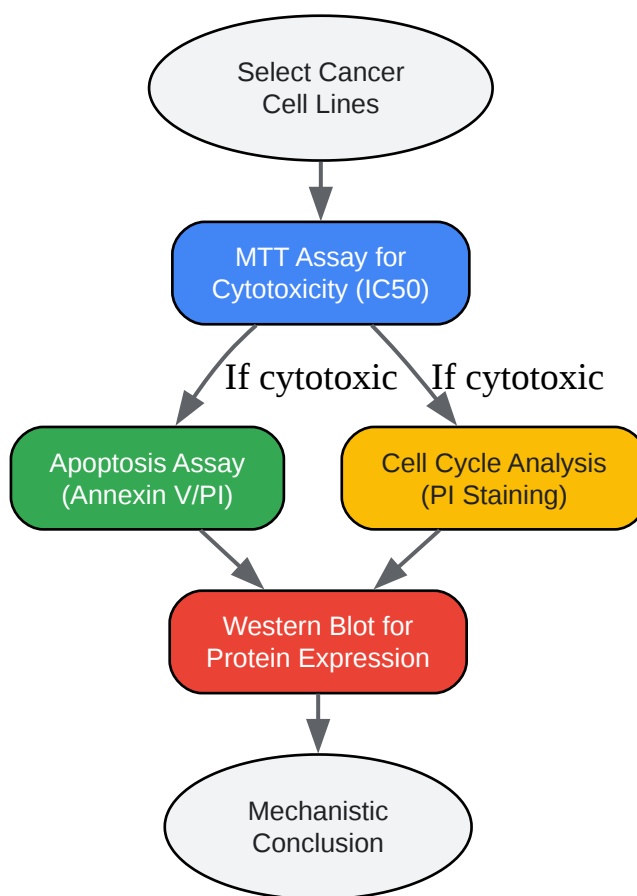 Select Cancer
Cell Lines
MTT Assay for
Cytotoxicity (IC50)
If cytotoxic
If cytotoxic
Apoptosis Assay
(Annexin V/PI)
Cell Cycle Analysis
(PI Staining)
Western Blot for
Protein Expression
Mechanistic
Conclusion